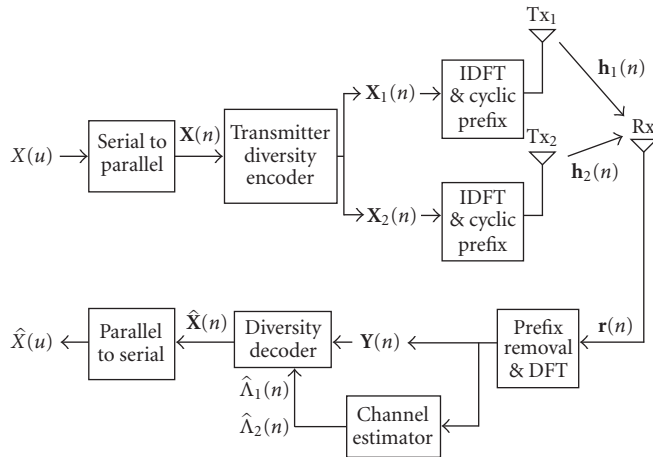 Tx₁
h₁(n)
IDFT
& cyclic
prefix
X₁(n)
Rx
Serial to
parallel
X(n)
Transmitter
diversity
encoder
X(u)
Tx₂
h₂(n)
IDFT
& cyclic
prefix
X₂(n)
X̂(u)
Parallel
to serial
X̂(n)
Diversity
decoder
Y(n)
Prefix
removal
& DFT
r(n)
Λ̂₁(n)
Λ̂₂(n)
Channel
estimator